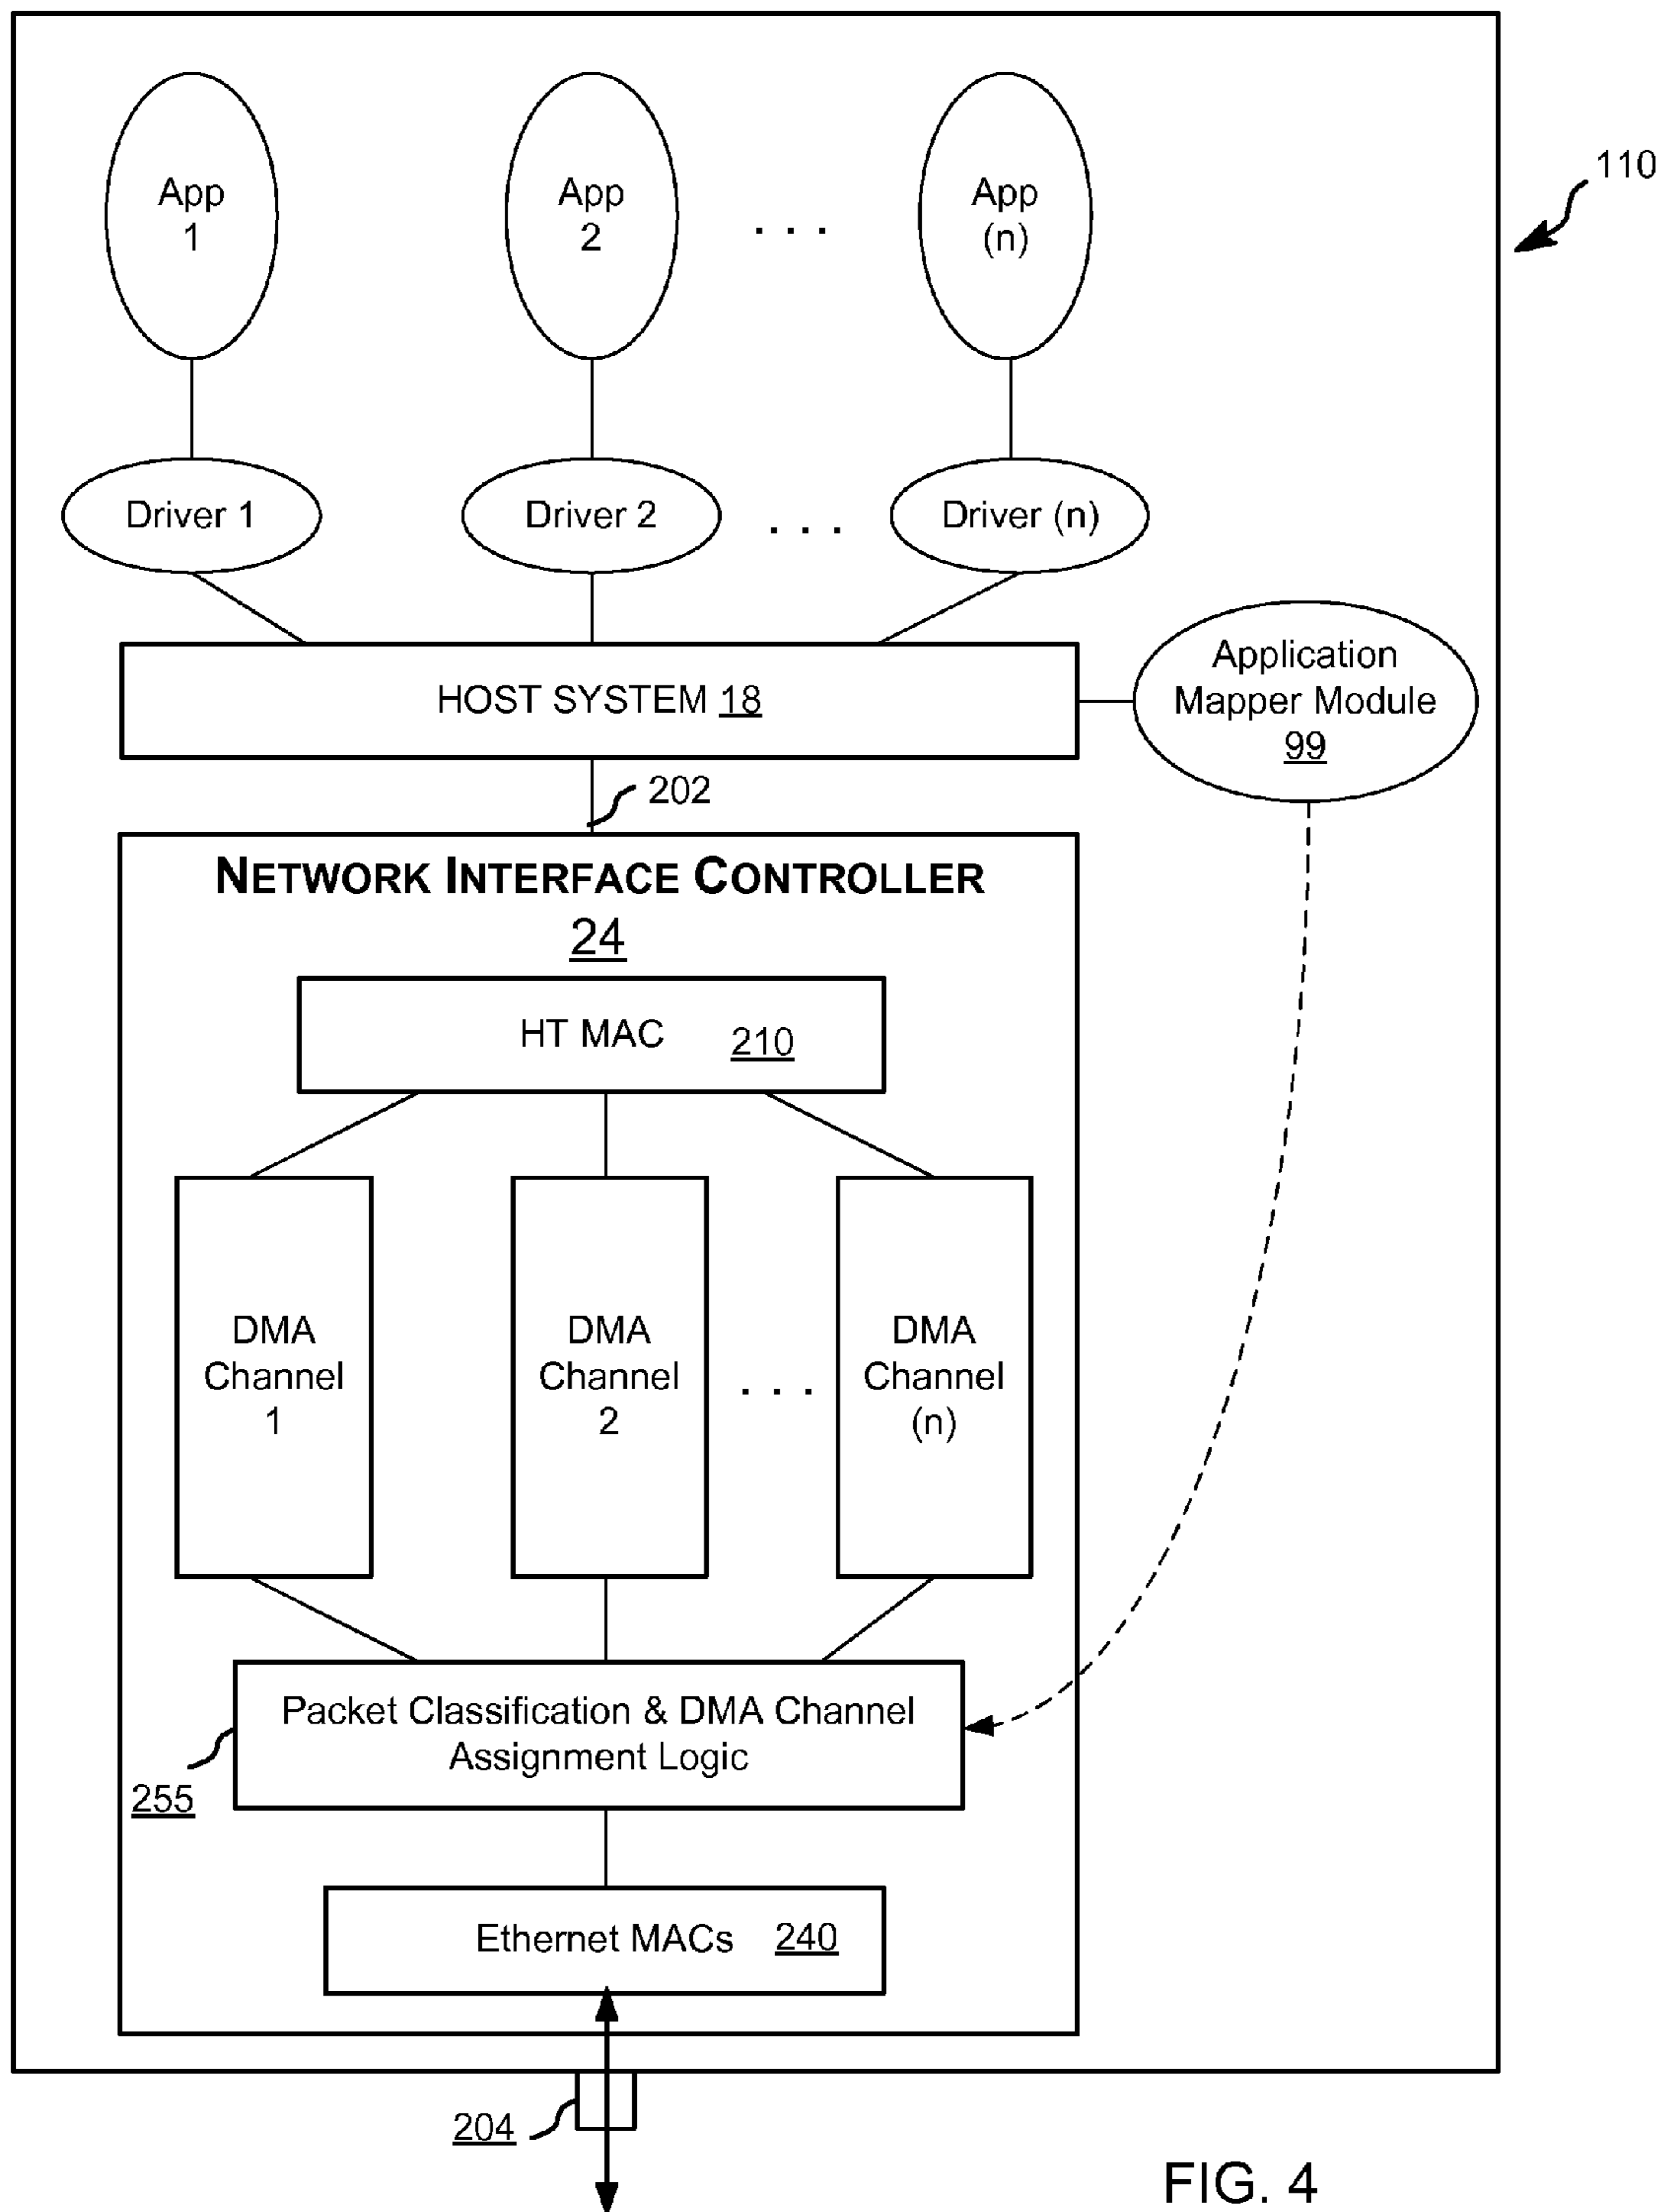 110
App
1
App
2
. . .
App
(n)
Driver 1
Driver 2
. . .
Driver (n)
HOST SYSTEM 18
Application
Mapper Module
99
202
NETWORK INTERFACE CONTROLLER
24
HT MAC 210
DMA
Channel
1
DMA
Channel
2
. . .
DMA
Channel
(n)
Packet Classification & DMA Channel
Assignment Logic
255
Ethernet MACs 240
204
FIG. 4